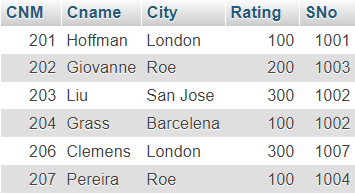 CNM Cname City Rating SNo
201 Hoffman London 100 1001
202 Giovanne Roe 200 1003
203 Liu San Jose 300 1002
204 Grass Barcelena 100 1002
206 Clemens London 300 1007
207 Pereira Roe 100 1004